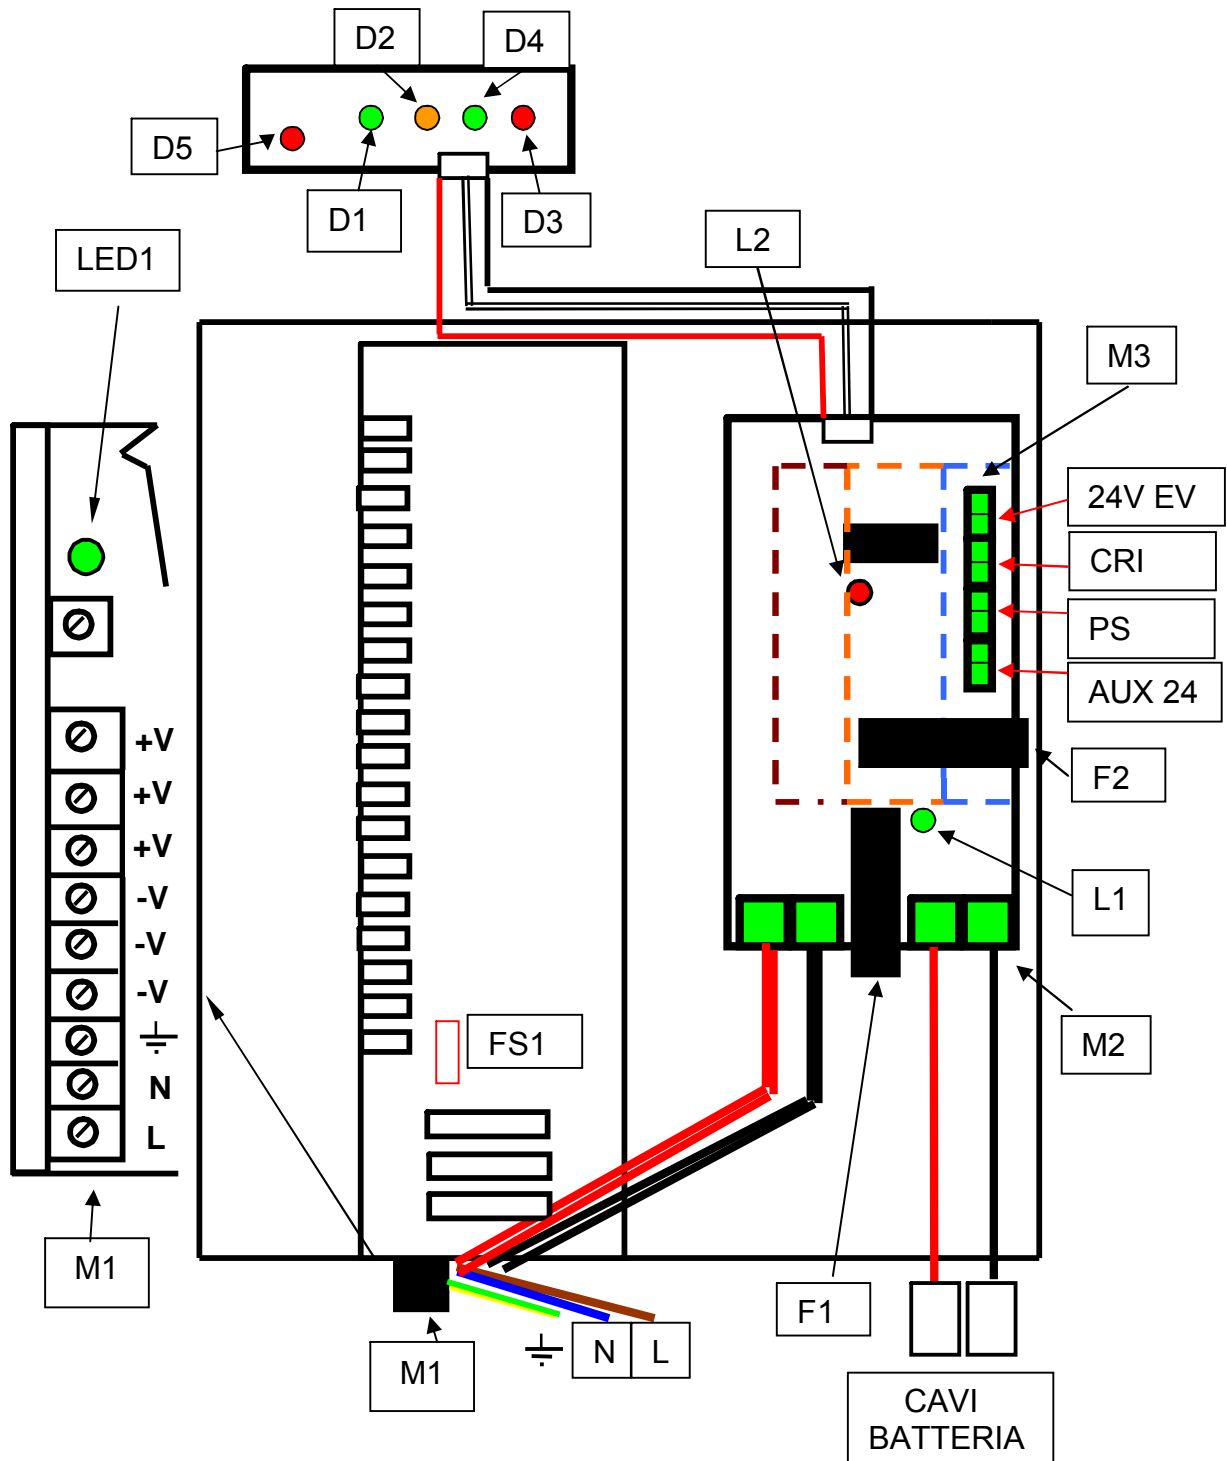 D2
D4
D5
D1
D3
LED1
L2
M3
24V EV
CRI
PS
AUX 24
F2
L1
M2
+V
+V
+V
-V
-V
-V
N
L
FS1
M1
F1
M1
N
L
CAVI
BATTERIA